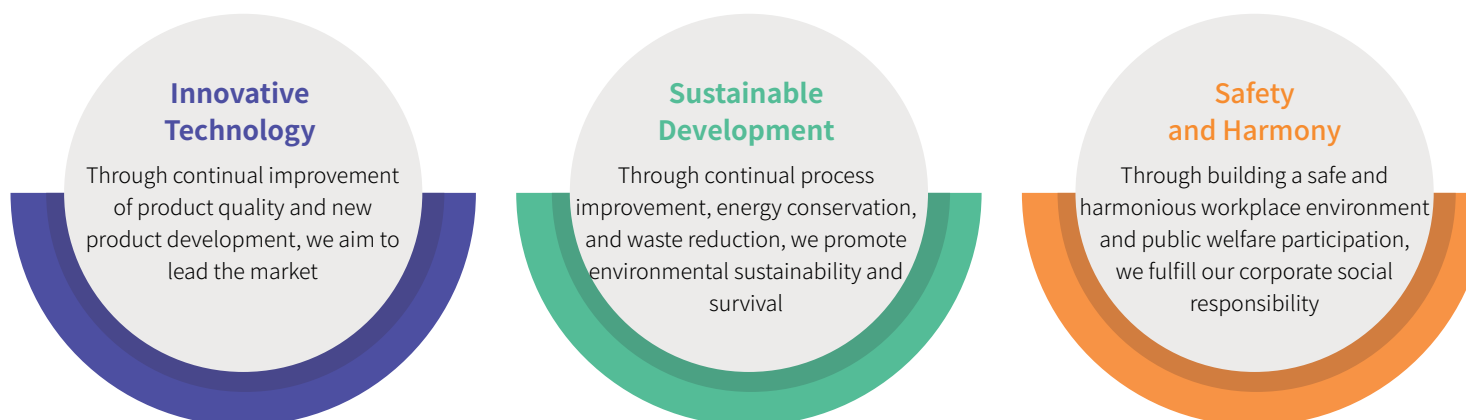 Innovative
Technology
Through continual improvement
of product quality and new
product development, we aim to
lead the market
Sustainable
Development
Through continual process
improvement, energy conservation,
and waste reduction, we promote
environmental sustainability and
survival
Safety
and Harmony
Through building a safe and
harmonious workplace environment
and public welfare participation,
we fulfill our corporate social
responsibility